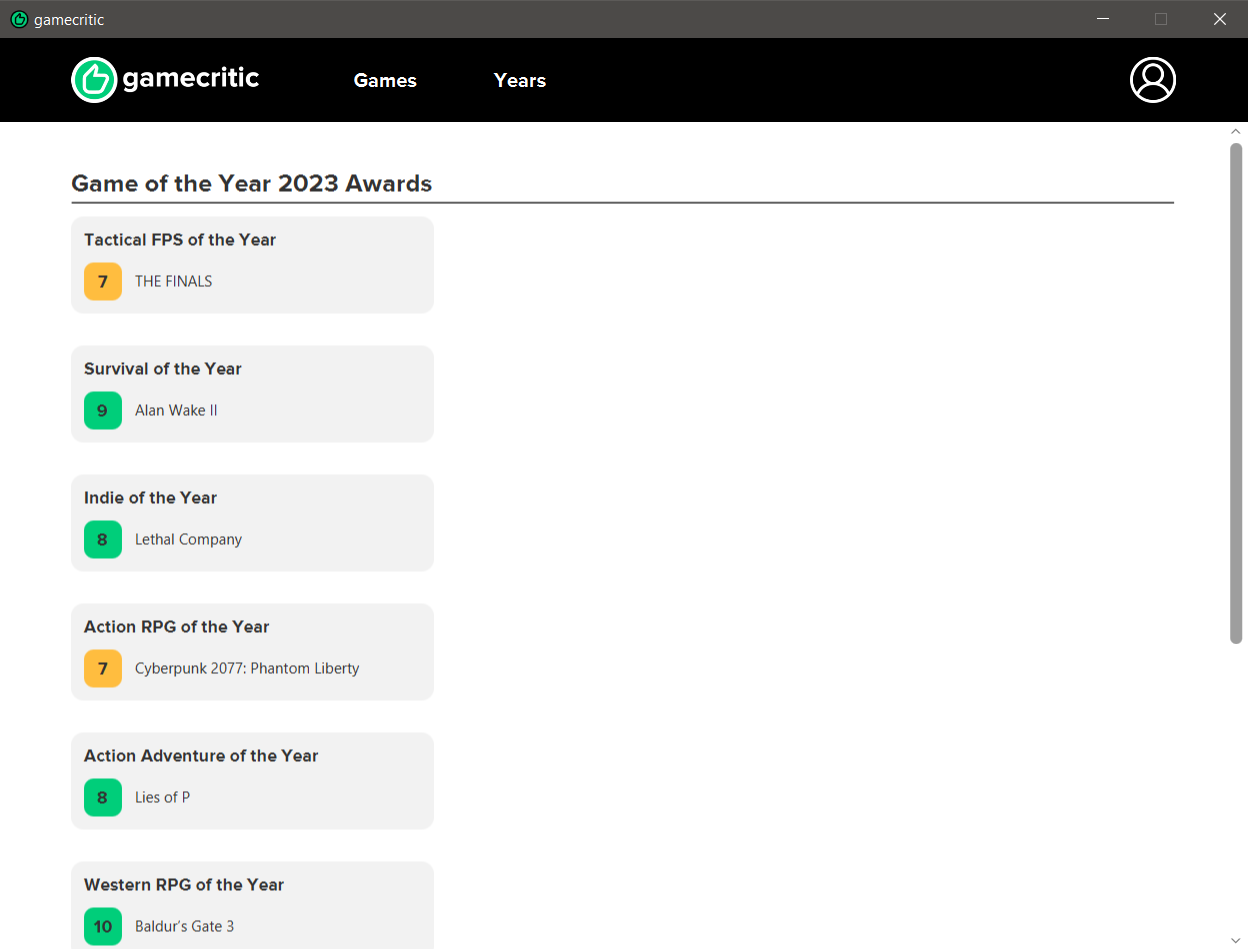 gamecritic
gamecritic Games Years
Game of the Year 2023 Awards
Tactical FPS of the Year
7 THE FINALS
Survival of the Year
9 Alan Wake II
Indie of the Year
8 Lethal Company
Action RPG of the Year
7 Cyberpunk 2077: Phantom Liberty
Action Adventure of the Year
8 Lies of P
Western RPG of the Year
10 Baldur's Gate 3